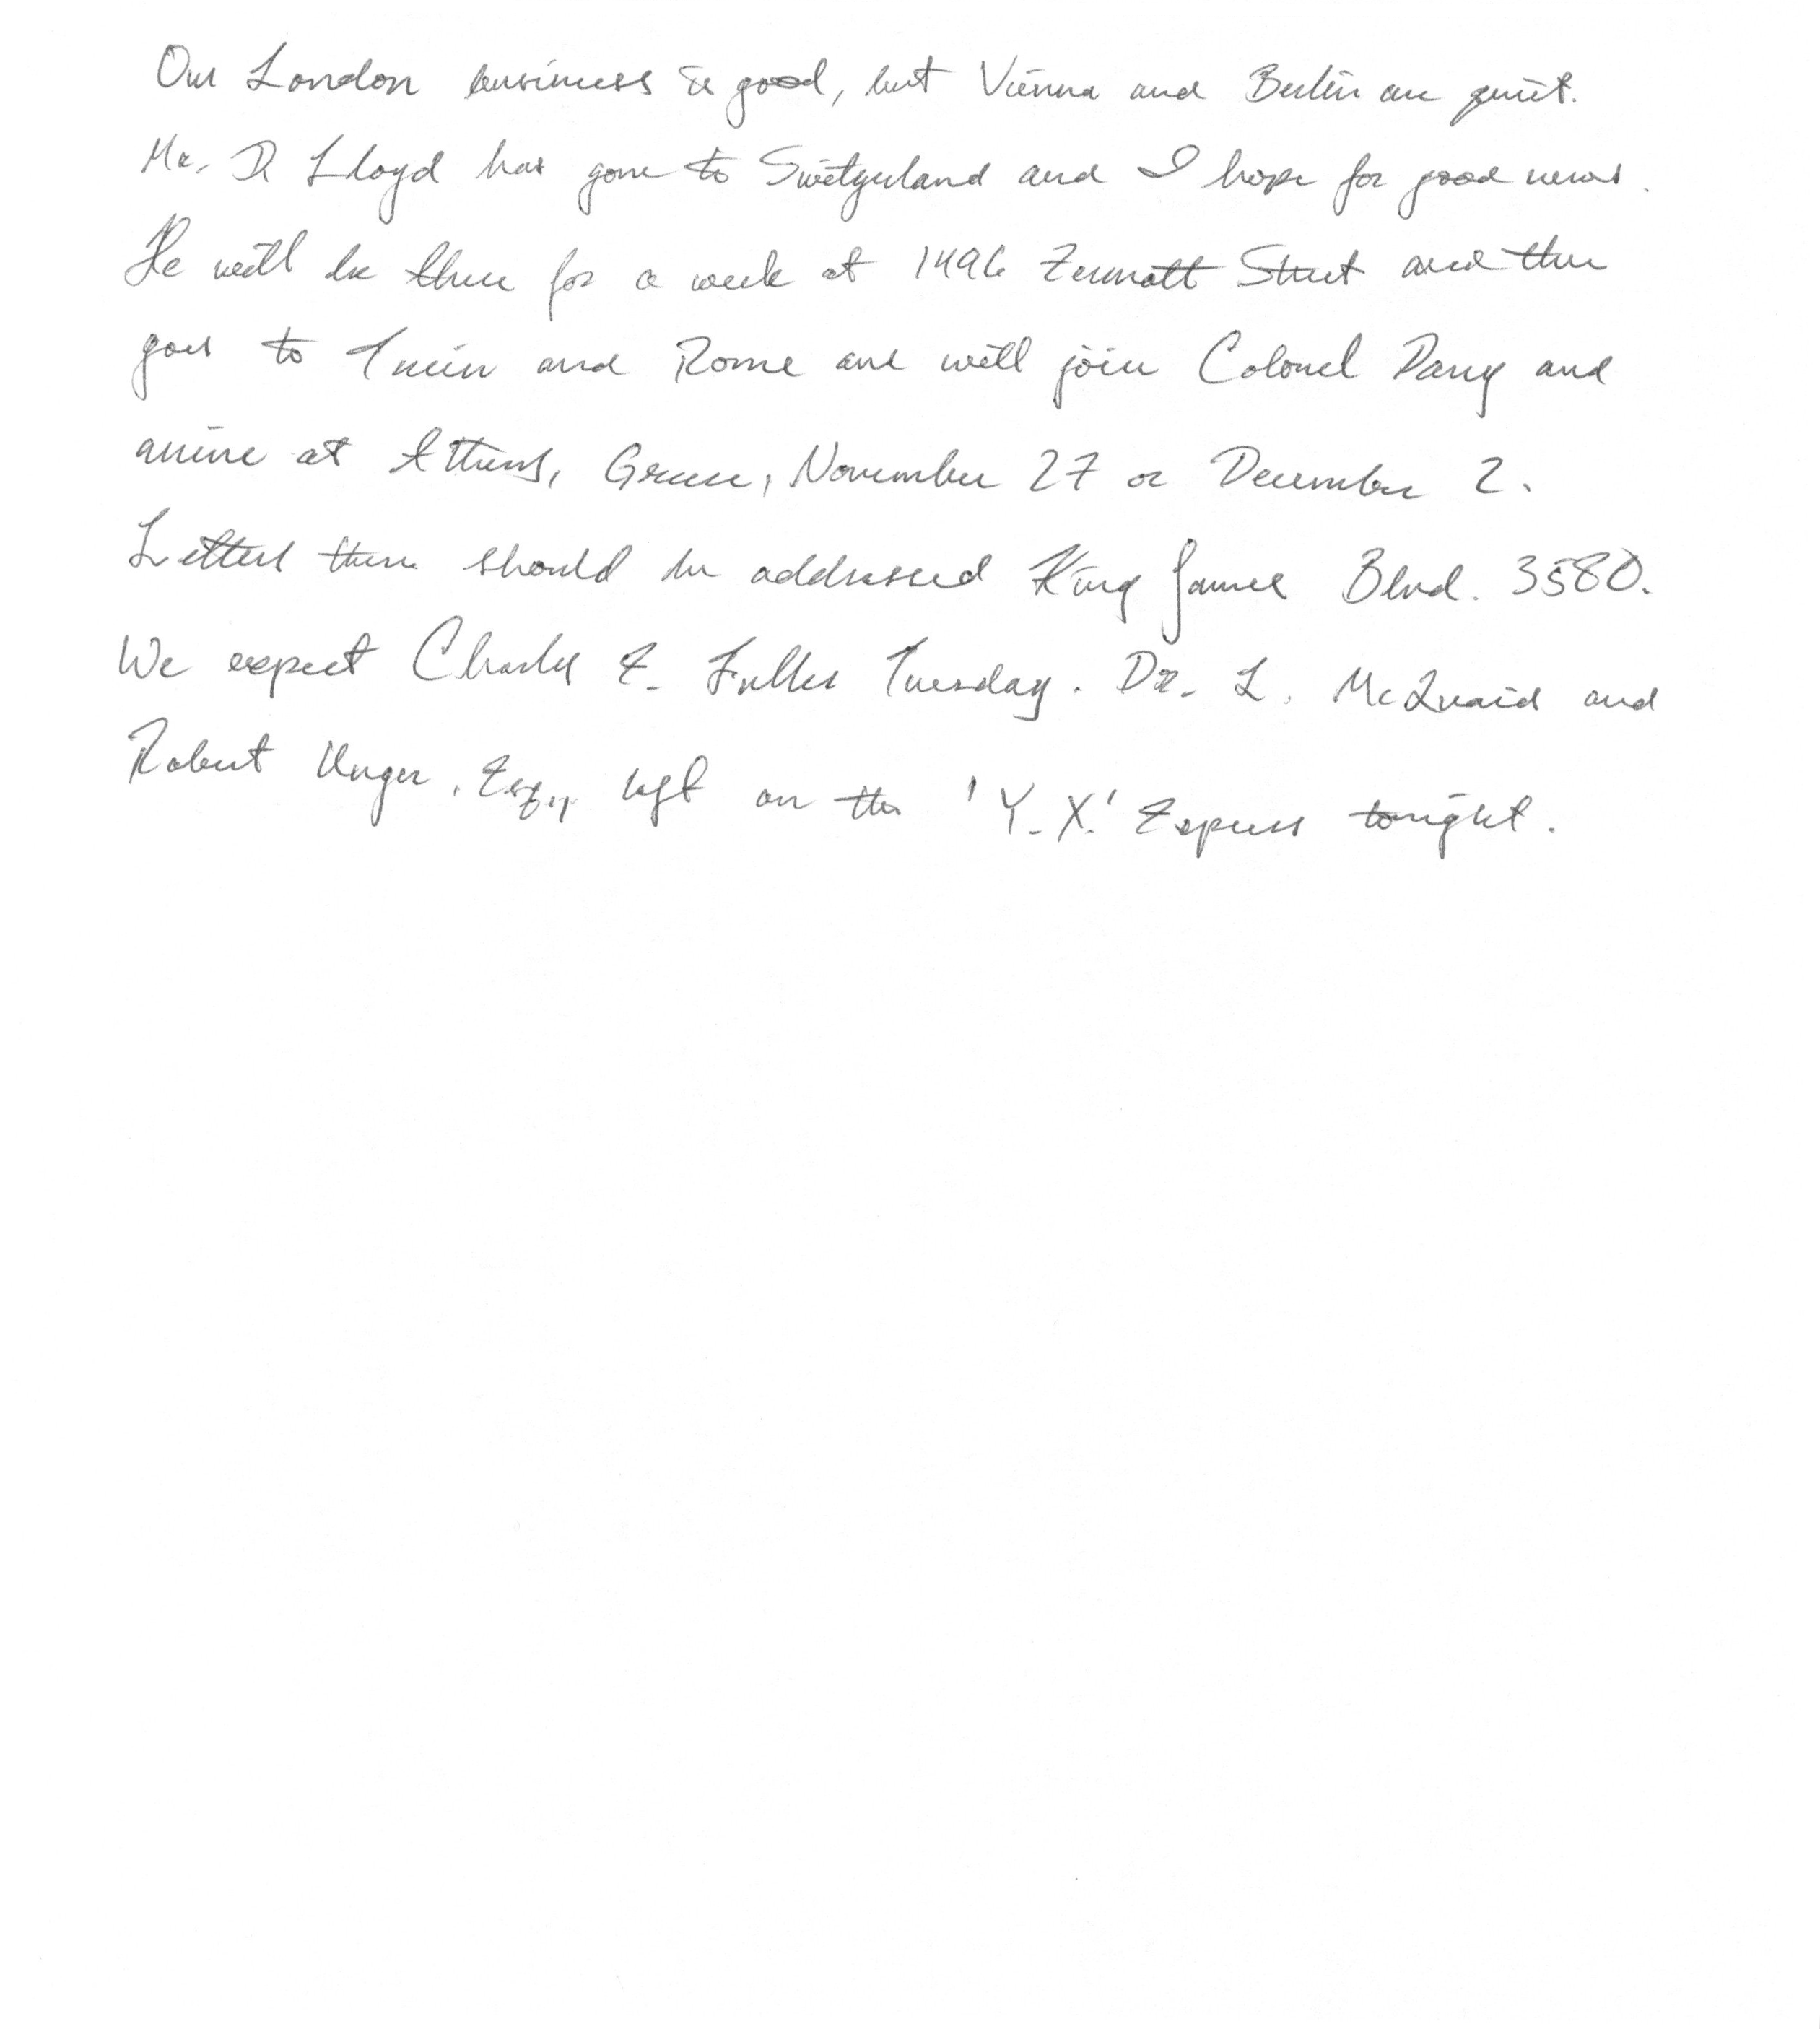 Our London business is good, but Vienna and Berlin are quiet.
Mr. D Lloyd has gone to Switzerland and I hope for good news.
He will be there for a week at 1496 Zermott Street and then
goes to Turin and Rome and will join Colonel Parry and
arrive at Athens, Greece, November 27 or December 2.
Letters there should be addressed King James Blvd. 3580.
We expect Charles E. Fuller Tuesday. Dr. L. McQuaid and
Robert Unger, Esq., left on the 'Y.X.' Express tonight.